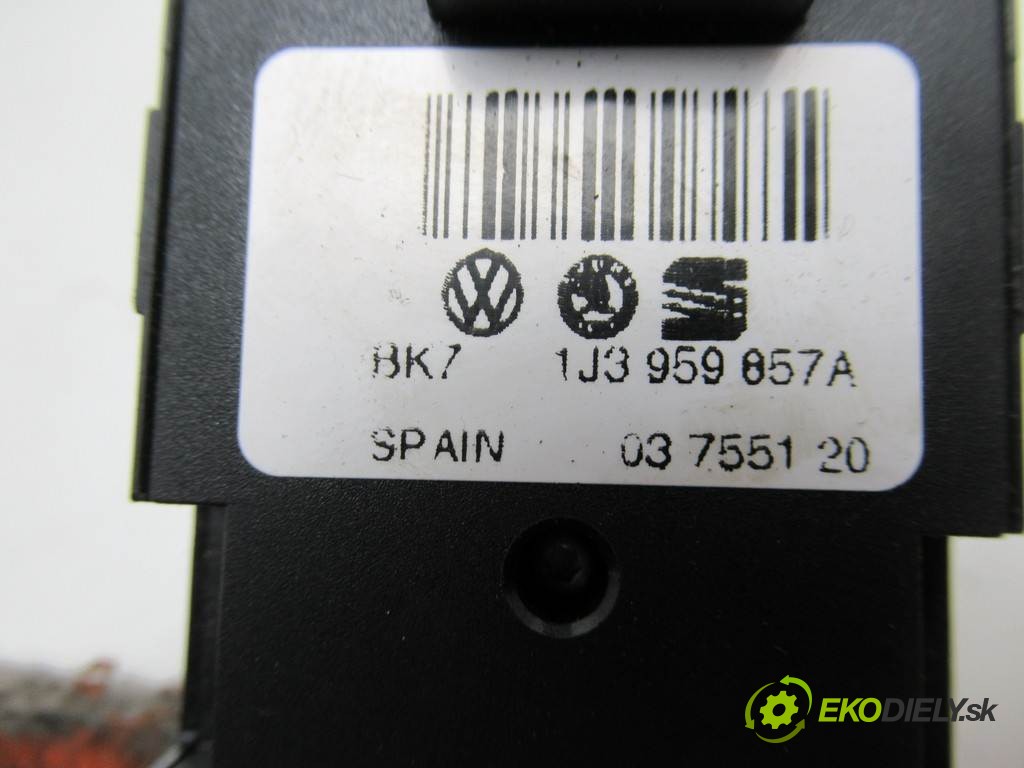 BK7 1J3 959 857A
SPAIN 03 7551 20
EKODIELY.sk